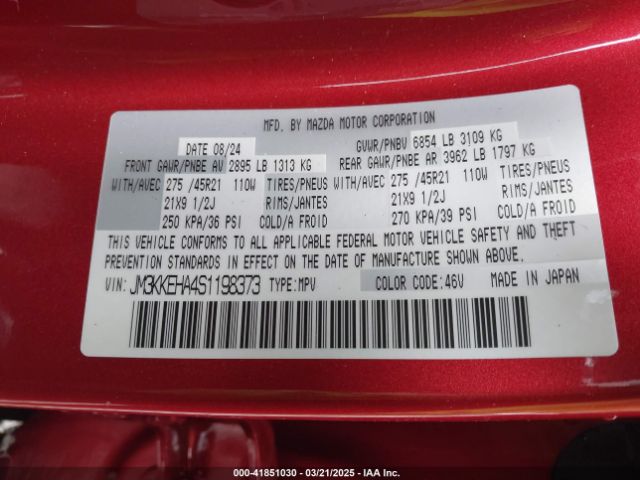 MFD. BY MAZDA MOTOR CORPORATION
DATE 08/24 GVWR/PNBV 6854 LB 3109 KG
FRONT GAWR/PNBE AV 2895 LB 1313 KG REAR GAWR/PNBE AR 3962 LB 1797 KG
WITH/AVEC 275 /45R21 110W TIRES/PNEUS WITH/AVEC 275 /45R21 110W TIRES/PNEUS
21X9 1/2J RIMS/JANTES 21X9 1/2J RIMS/JANTES
250 KPA/36 PSI COLD/A FROID 270 KPA/39 PSI COLD/A FROID
THIS VEHICLE CONFORMS TO ALL APPLICABLE FEDERAL MOTOR VEHICLE SAFETY AND THEFT
PREVENTION STANDARDS IN EFFECT ON THE DATE OF MANUFACTURE SHOWN ABOVE.
VIN: JM3KKEHA4S1198373 TYPE:MPV COLOR CODE:46V MADE IN JAPAN
000-41851030 - 03/21/2025 - IAA Inc.